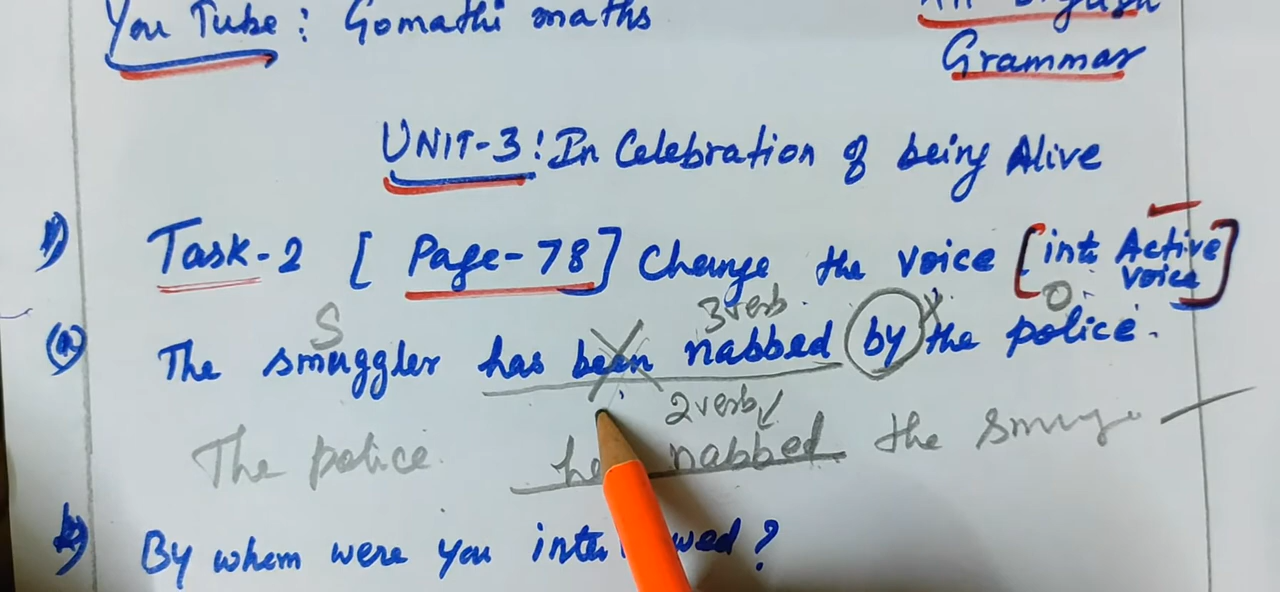 You Tube : Gomathi maths
Grammar
UNIT-3 : In Celebration of being Alive
1) Task-2 [ Page-78 ] Change the voice [ into Active voice ]
S 3 verb. O
(a) The smuggler has been nabbed by the police.
2 verb
The police nabbed the
b) By whom were you